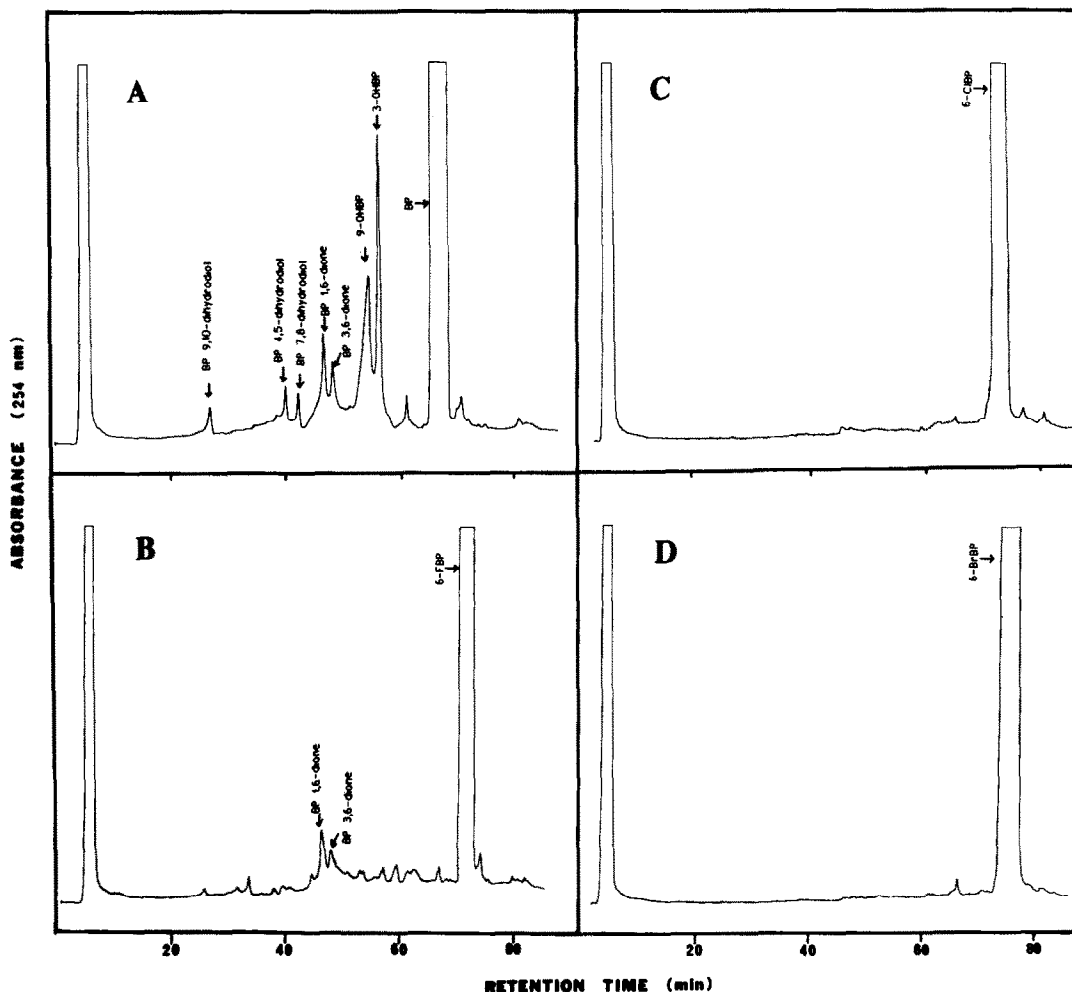 ABSORBANCE (254 nm)
A
BP 9,10-dihydrodiol
BP 4,5-dihydrodiol
BP 7,8-dihydrodiol
BP 1,6-dione
BP 3,6-dione
9-OHBP
3-OHBP
BP
C
6-ClBP
B
BP 1,6-dione
BP 3,6-dione
6-FBP
D
6-BrBP
20 40 60 80
20 40 60 80
RETENTION TIME (min)